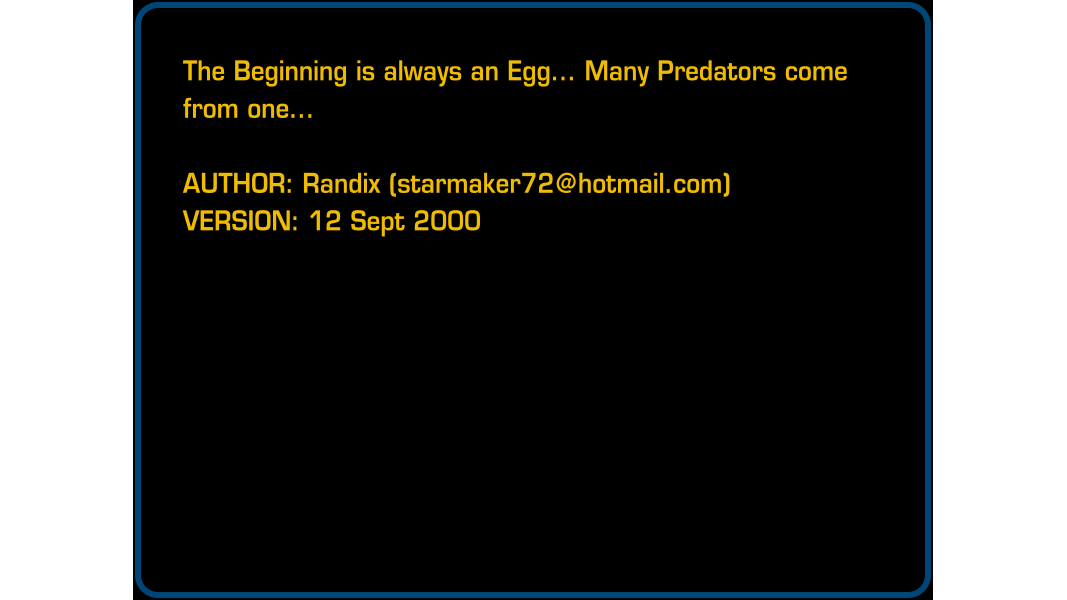 The Beginning is always an Egg... Many Predators come
from one...
AUTHOR: Randix (starmaker72@hotmail.com)
VERSION: 12 Sept 2000